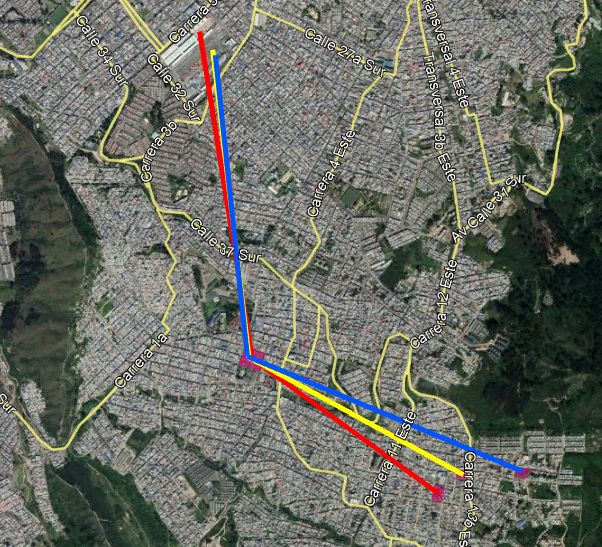 Carrera 3
Calle 34 Sur
Calle 32 Sur
Calle 27a Sur
Transversal 4 Este
Transversal 3b Este
Carrera 3b
Carrera 4 Este
Av Calle 31 Sur
Calle 37 Sur
Carrera 12 Este
Carrera 1a
Sur
Carrera 11 Este
Carrera 13b Es